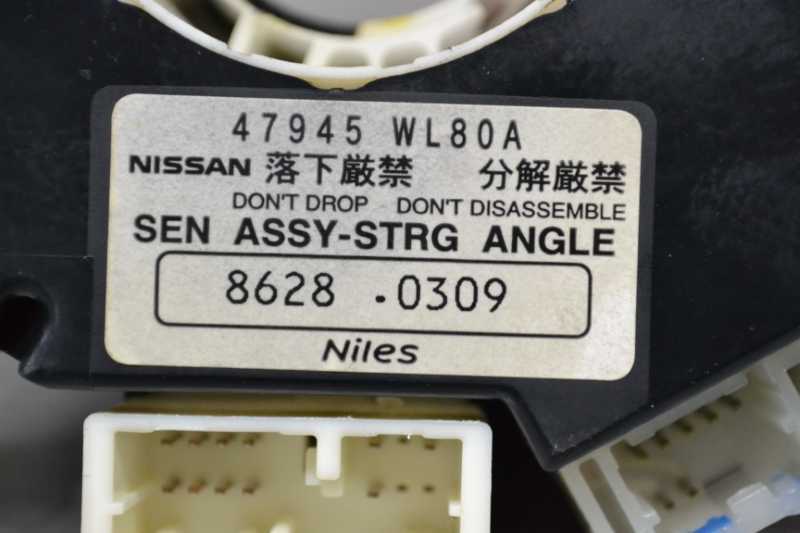 47945 WL80A
NISSAN 落下厳禁 分解厳禁
DON'T DROP DON'T DISASSEMBLE
SEN ASSY-STRG ANGLE
8628 .0309
Niles